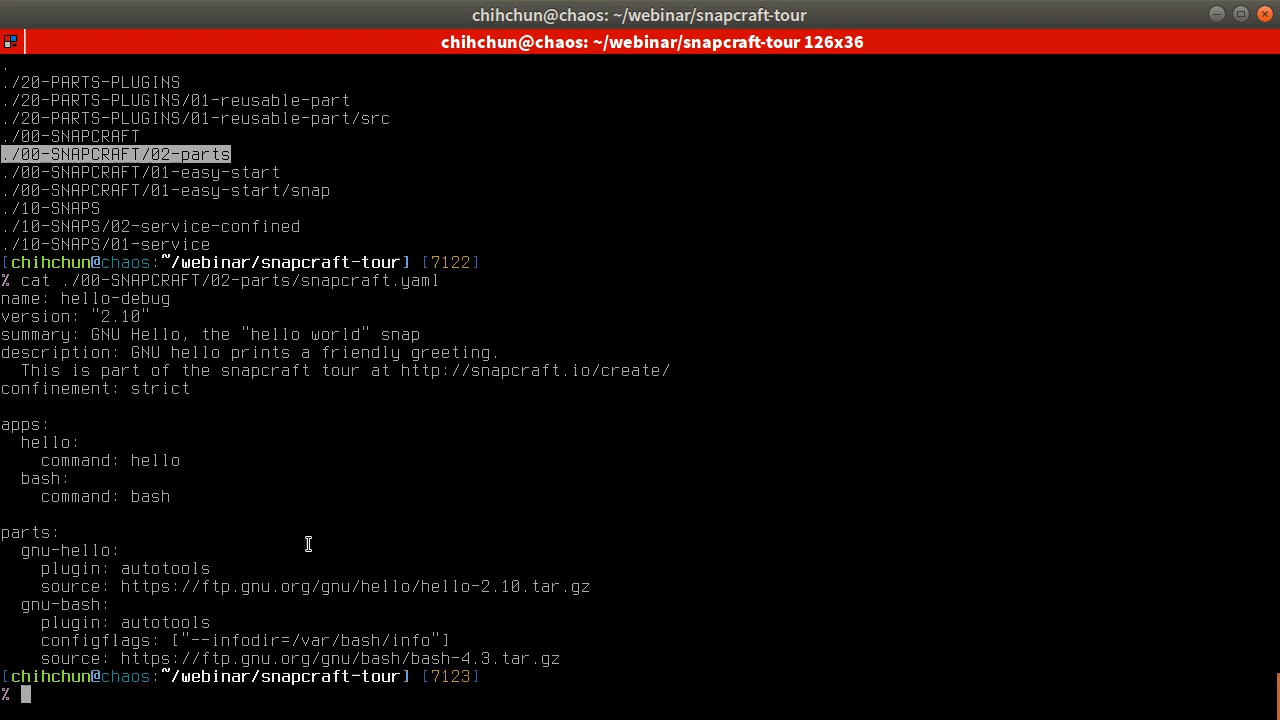 chihchun@chaos: ~/webinar/snapcraft-tour
chihchun@chaos: ~/webinar/snapcraft-tour 126x36
.
./20-PARTS-PLUGINS
./20-PARTS-PLUGINS/01-reusable-part
./20-PARTS-PLUGINS/01-reusable-part/src
./00-SNAPCRAFT
./00-SNAPCRAFT/02-parts
./00-SNAPCRAFT/01-easy-start
./00-SNAPCRAFT/01-easy-start/snap
./10-SNAPS
./10-SNAPS/02-service-confined
./10-SNAPS/01-service
[chihchun@chaos:~/webinar/snapcraft-tour] [7122]
% cat ./00-SNAPCRAFT/02-parts/snapcraft.yaml
name: hello-debug
version: "2.10"
summary: GNU Hello, the "hello world" snap
description: GNU hello prints a friendly greeting.
  This is part of the snapcraft tour at http://snapcraft.io/create/
confinement: strict
apps:
  hello:
    command: hello
  bash:
    command: bash
parts:
  gnu-hello:
    plugin: autotools
    source: https://ftp.gnu.org/gnu/hello/hello-2.10.tar.gz
  gnu-bash:
    plugin: autotools
    configflags: ["--infodir=/var/bash/info"]
    source: https://ftp.gnu.org/gnu/bash/bash-4.3.tar.gz
[chihchun@chaos:~/webinar/snapcraft-tour] [7123]
%